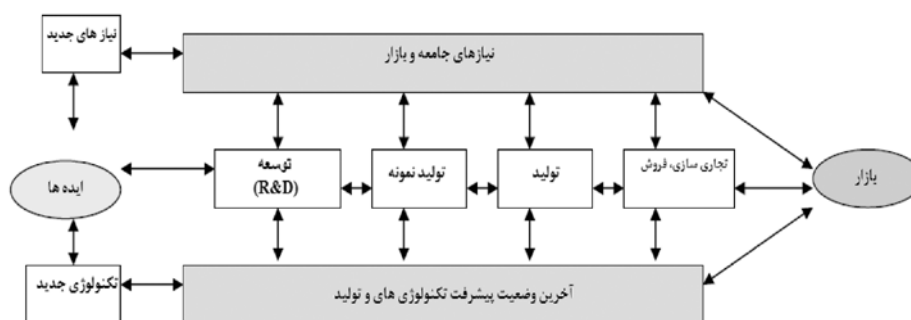 نیاز های جدید
نیازهای جامعه و بازار
ایده ها
توسعه
(R&D)
تولید نمونه
تولید
تجاری سازی، فروش
بازار
تکنولوژی جدید
آخرین وضعیت پیشرفت تکنولوژی های و تولید